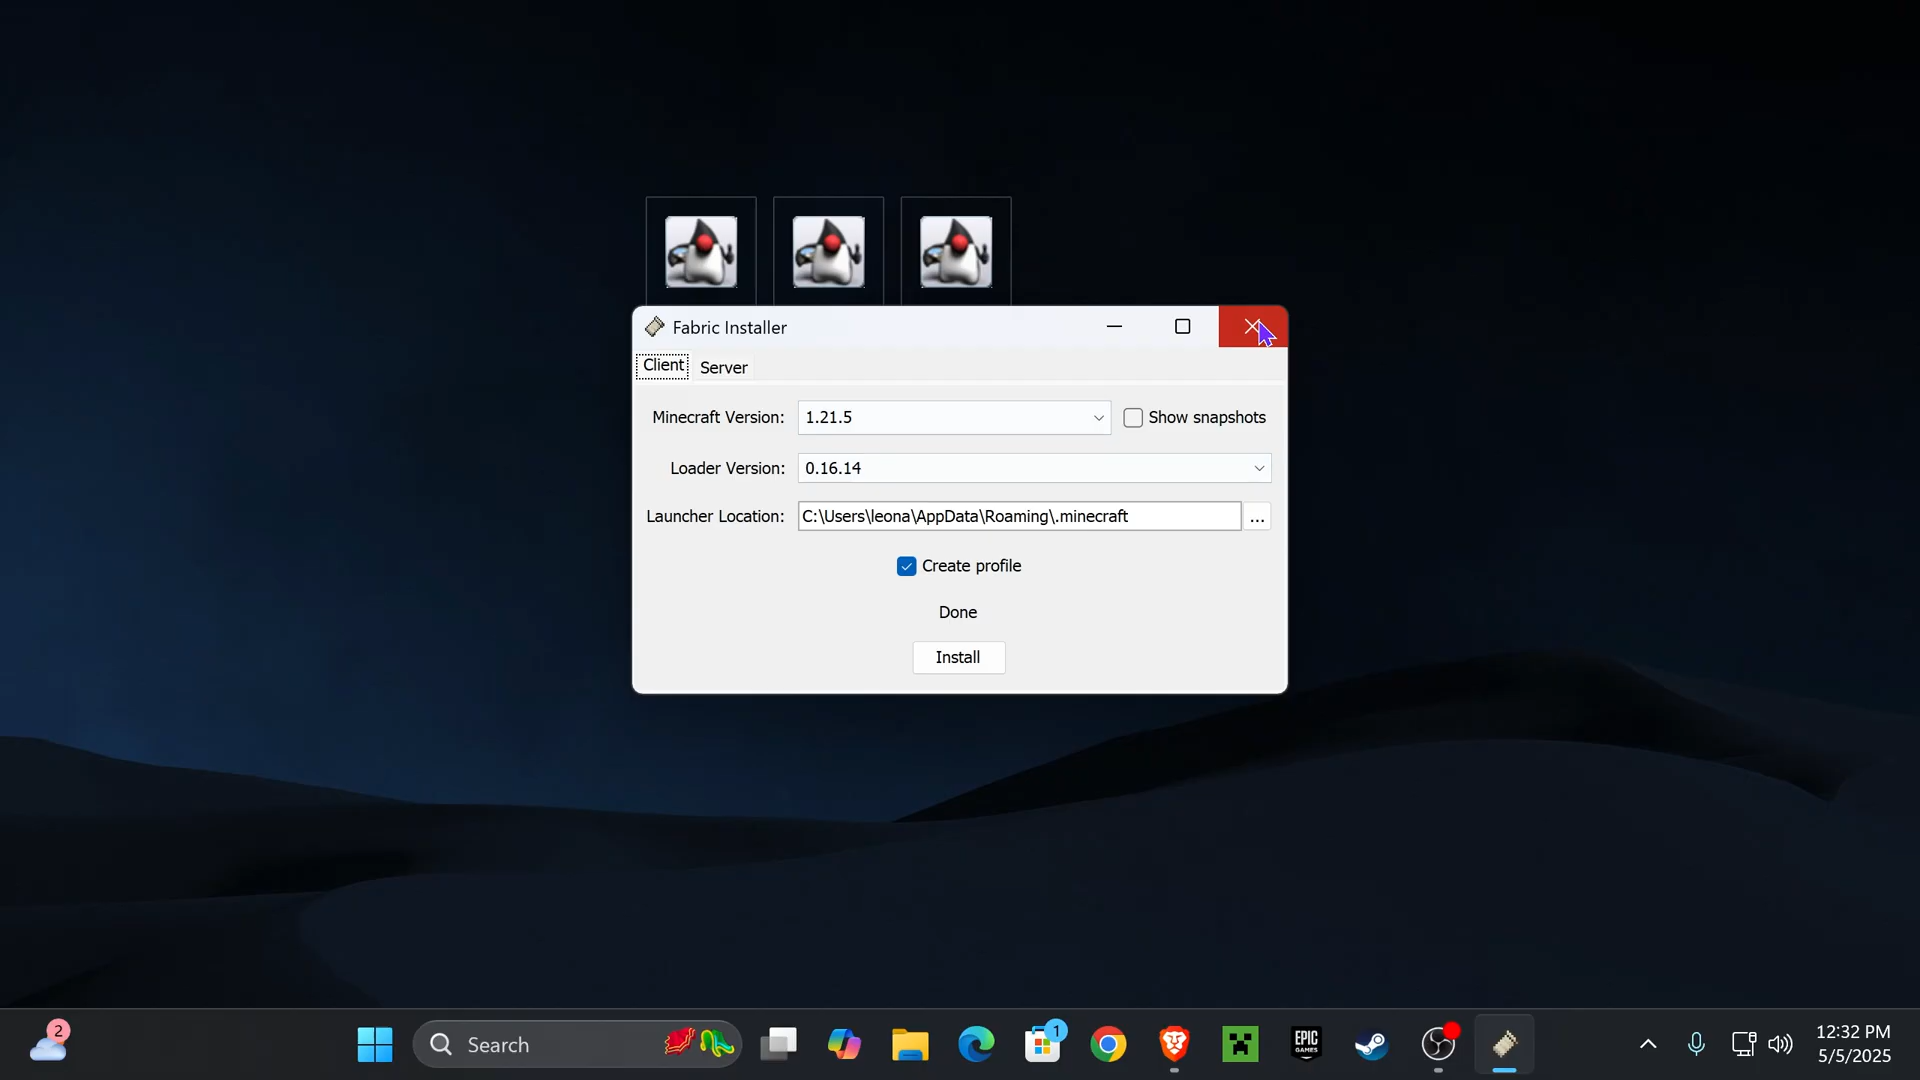 Fabric Installer
Client Server
Minecraft Version: 1.21.5 Show snapshots
Loader Version: 0.16.14
Launcher Location: C:\Users\leona\AppData\Roaming\.minecraft ...
Create profile
Done
Install
2
Search
1
EPIC
GAMES
12:32 PM
5/5/2025